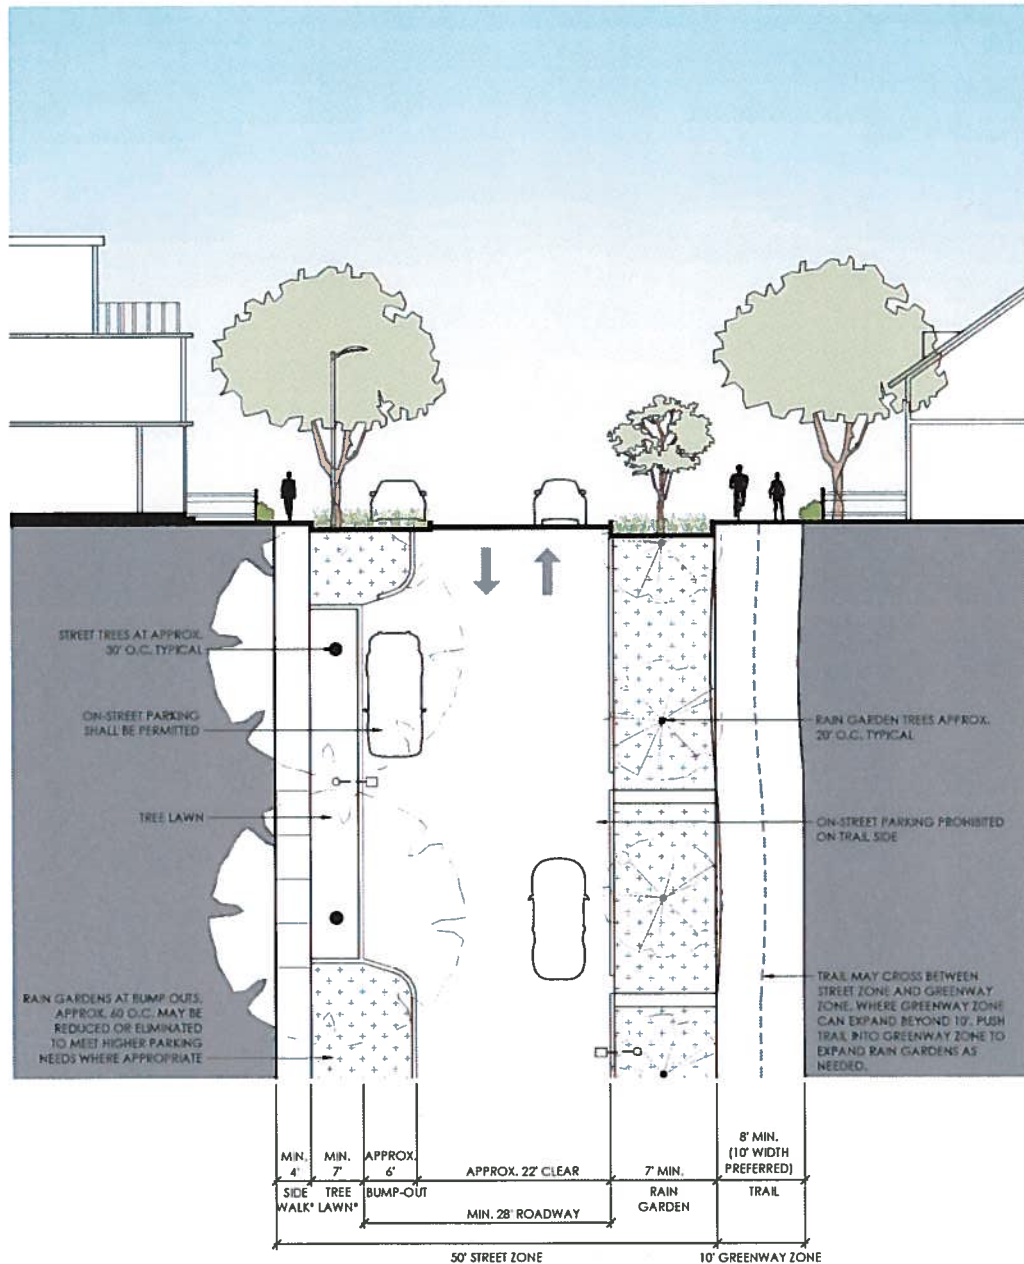 STREET TREES AT APPROX.
30' O.C. TYPICAL
ON-STREET PARKING
SHALL BE PERMITTED
TREE LAWN
RAIN GARDENS AT BUMP OUTS,
APPROX. 60 O.C. MAY BE
REDUCED OR ELIMINATED
TO MEET HIGHER PARKING
NEEDS WHERE APPROPRIATE
RAIN GARDEN TREES APPROX.
20' O.C. TYPICAL
ON-STREET PARKING PROHIBITED
ON TRAIL SIDE
TRAIL MAY CROSS BETWEEN
STREET ZONE AND GREENWAY
ZONE. WHERE GREENWAY ZONE
CAN EXPAND BEYOND 10', PUSH
TRAIL INTO GREENWAY ZONE TO
EXPAND RAIN GARDENS AS
NEEDED.
MIN.
4'
SIDE
WALK*
MIN.
7'
TREE
LAWN*
APPROX.
6'
BUMP-OUT
APPROX. 22' CLEAR
7' MIN.
RAIN
GARDEN
8' MIN.
(10' WIDTH
PREFERRED)
TRAIL
MIN. 28' ROADWAY
50' STREET ZONE
10' GREENWAY ZONE